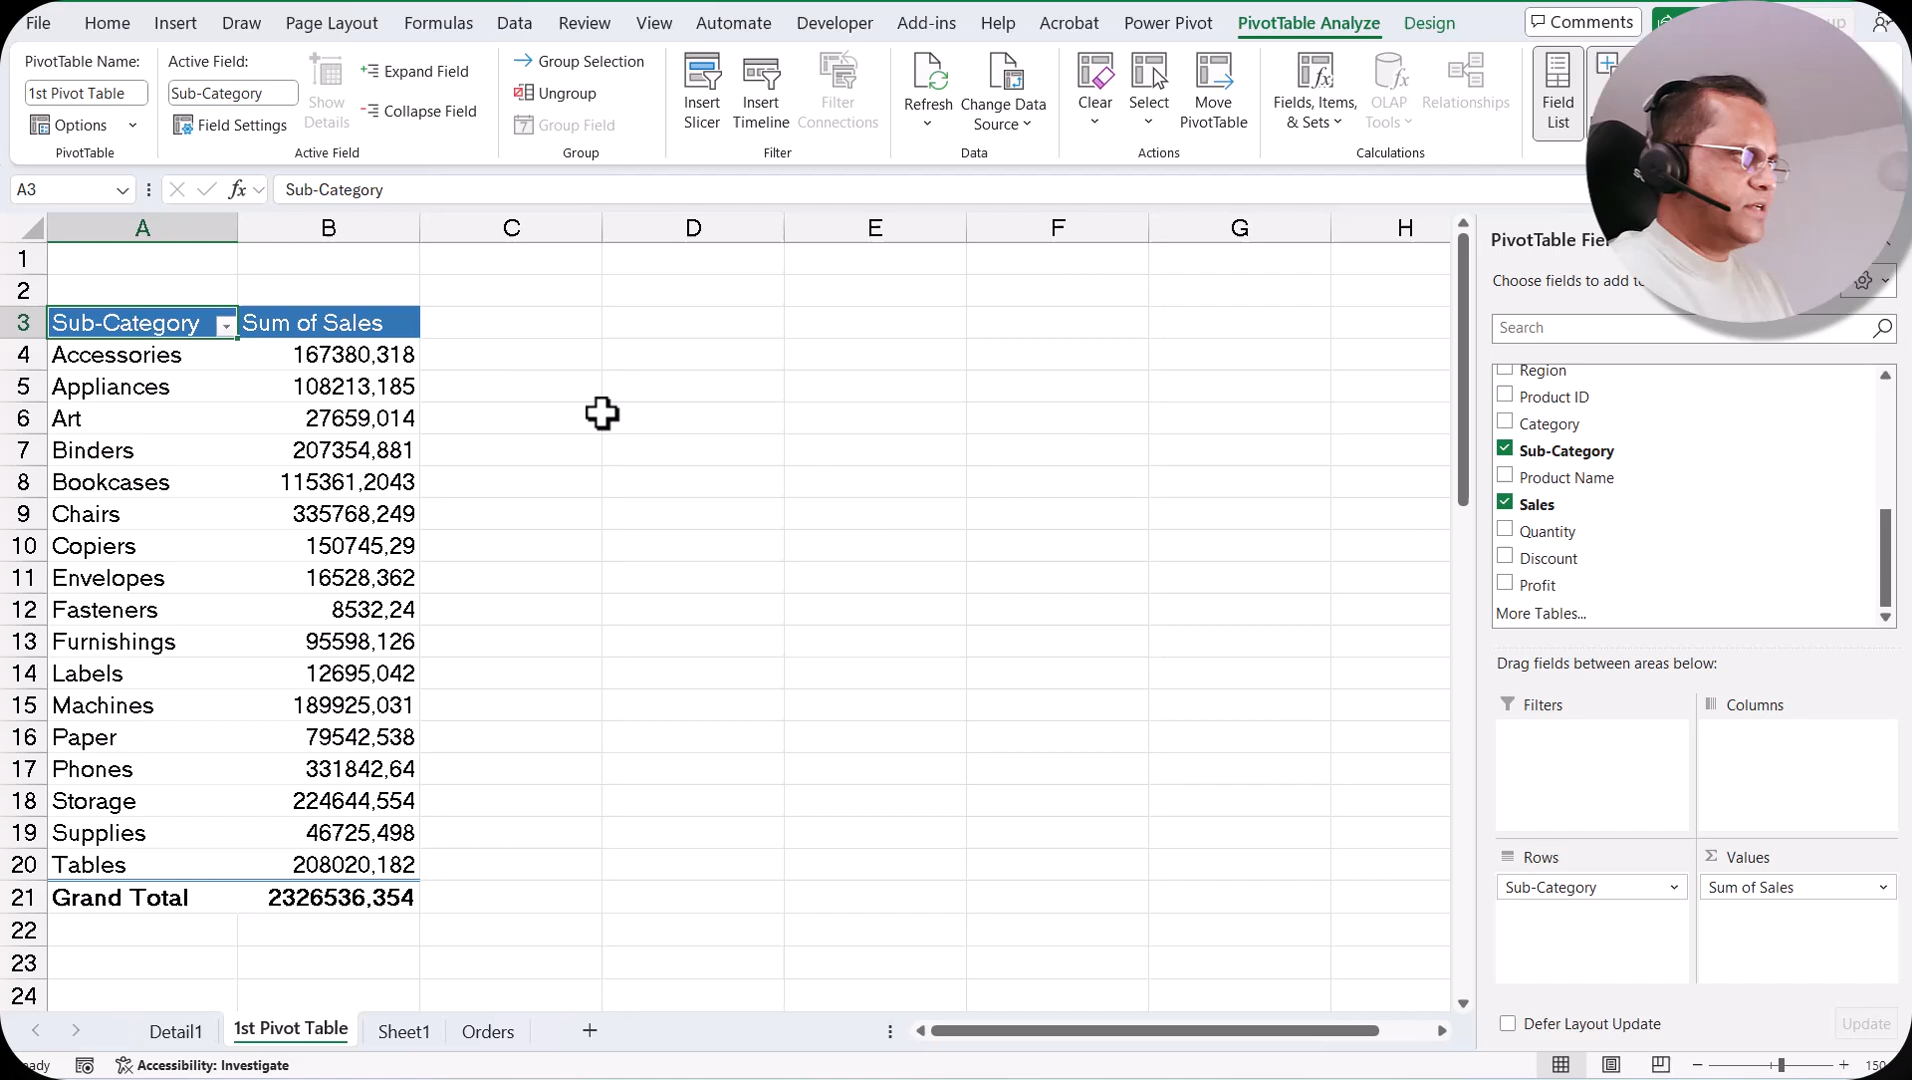 File Home Insert Draw Page Layout Formulas Data Review View Automate Developer Add-ins Help Acrobat Power Pivot PivotTable Analyze Design Comments
PivotTable Name:
1st Pivot Table
Options
PivotTable
Active Field:
Sub-Category
Field Settings
Show Details
Expand Field
Collapse Field
Active Field
Group Selection
Ungroup
Group Field
Group
Insert Slicer
Insert Timeline
Filter Connections
Filter
Refresh
Change Data Source
Data
Clear
Select
Move PivotTable
Actions
Fields, Items, & Sets
OLAP Tools
Relationships
Calculations
Field List
A3 fx Sub-Category
A B C D E F G H
1
2
3 Sub-Category Sum of Sales
4 Accessories 167380,318
5 Appliances 108213,185
6 Art 27659,014
7 Binders 207354,881
8 Bookcases 115361,2043
9 Chairs 335768,249
10 Copiers 150745,29
11 Envelopes 16528,362
12 Fasteners 8532,24
13 Furnishings 95598,126
14 Labels 12695,042
15 Machines 189925,031
16 Paper 79542,538
17 Phones 331842,64
18 Storage 224644,554
19 Supplies 46725,498
20 Tables 208020,182
21 Grand Total 2326536,354
22
23
24
PivotTable
Choose fields to add
Search
Region
Product ID
Category
Sub-Category
Product Name
Sales
Quantity
Discount
Profit
More Tables...
Drag fields between areas below:
Filters
Columns
Rows
Sub-Category
Values
Sum of Sales
Defer Layout Update
Update
Detail1 1st Pivot Table Sheet1 Orders
Accessibility: Investigate